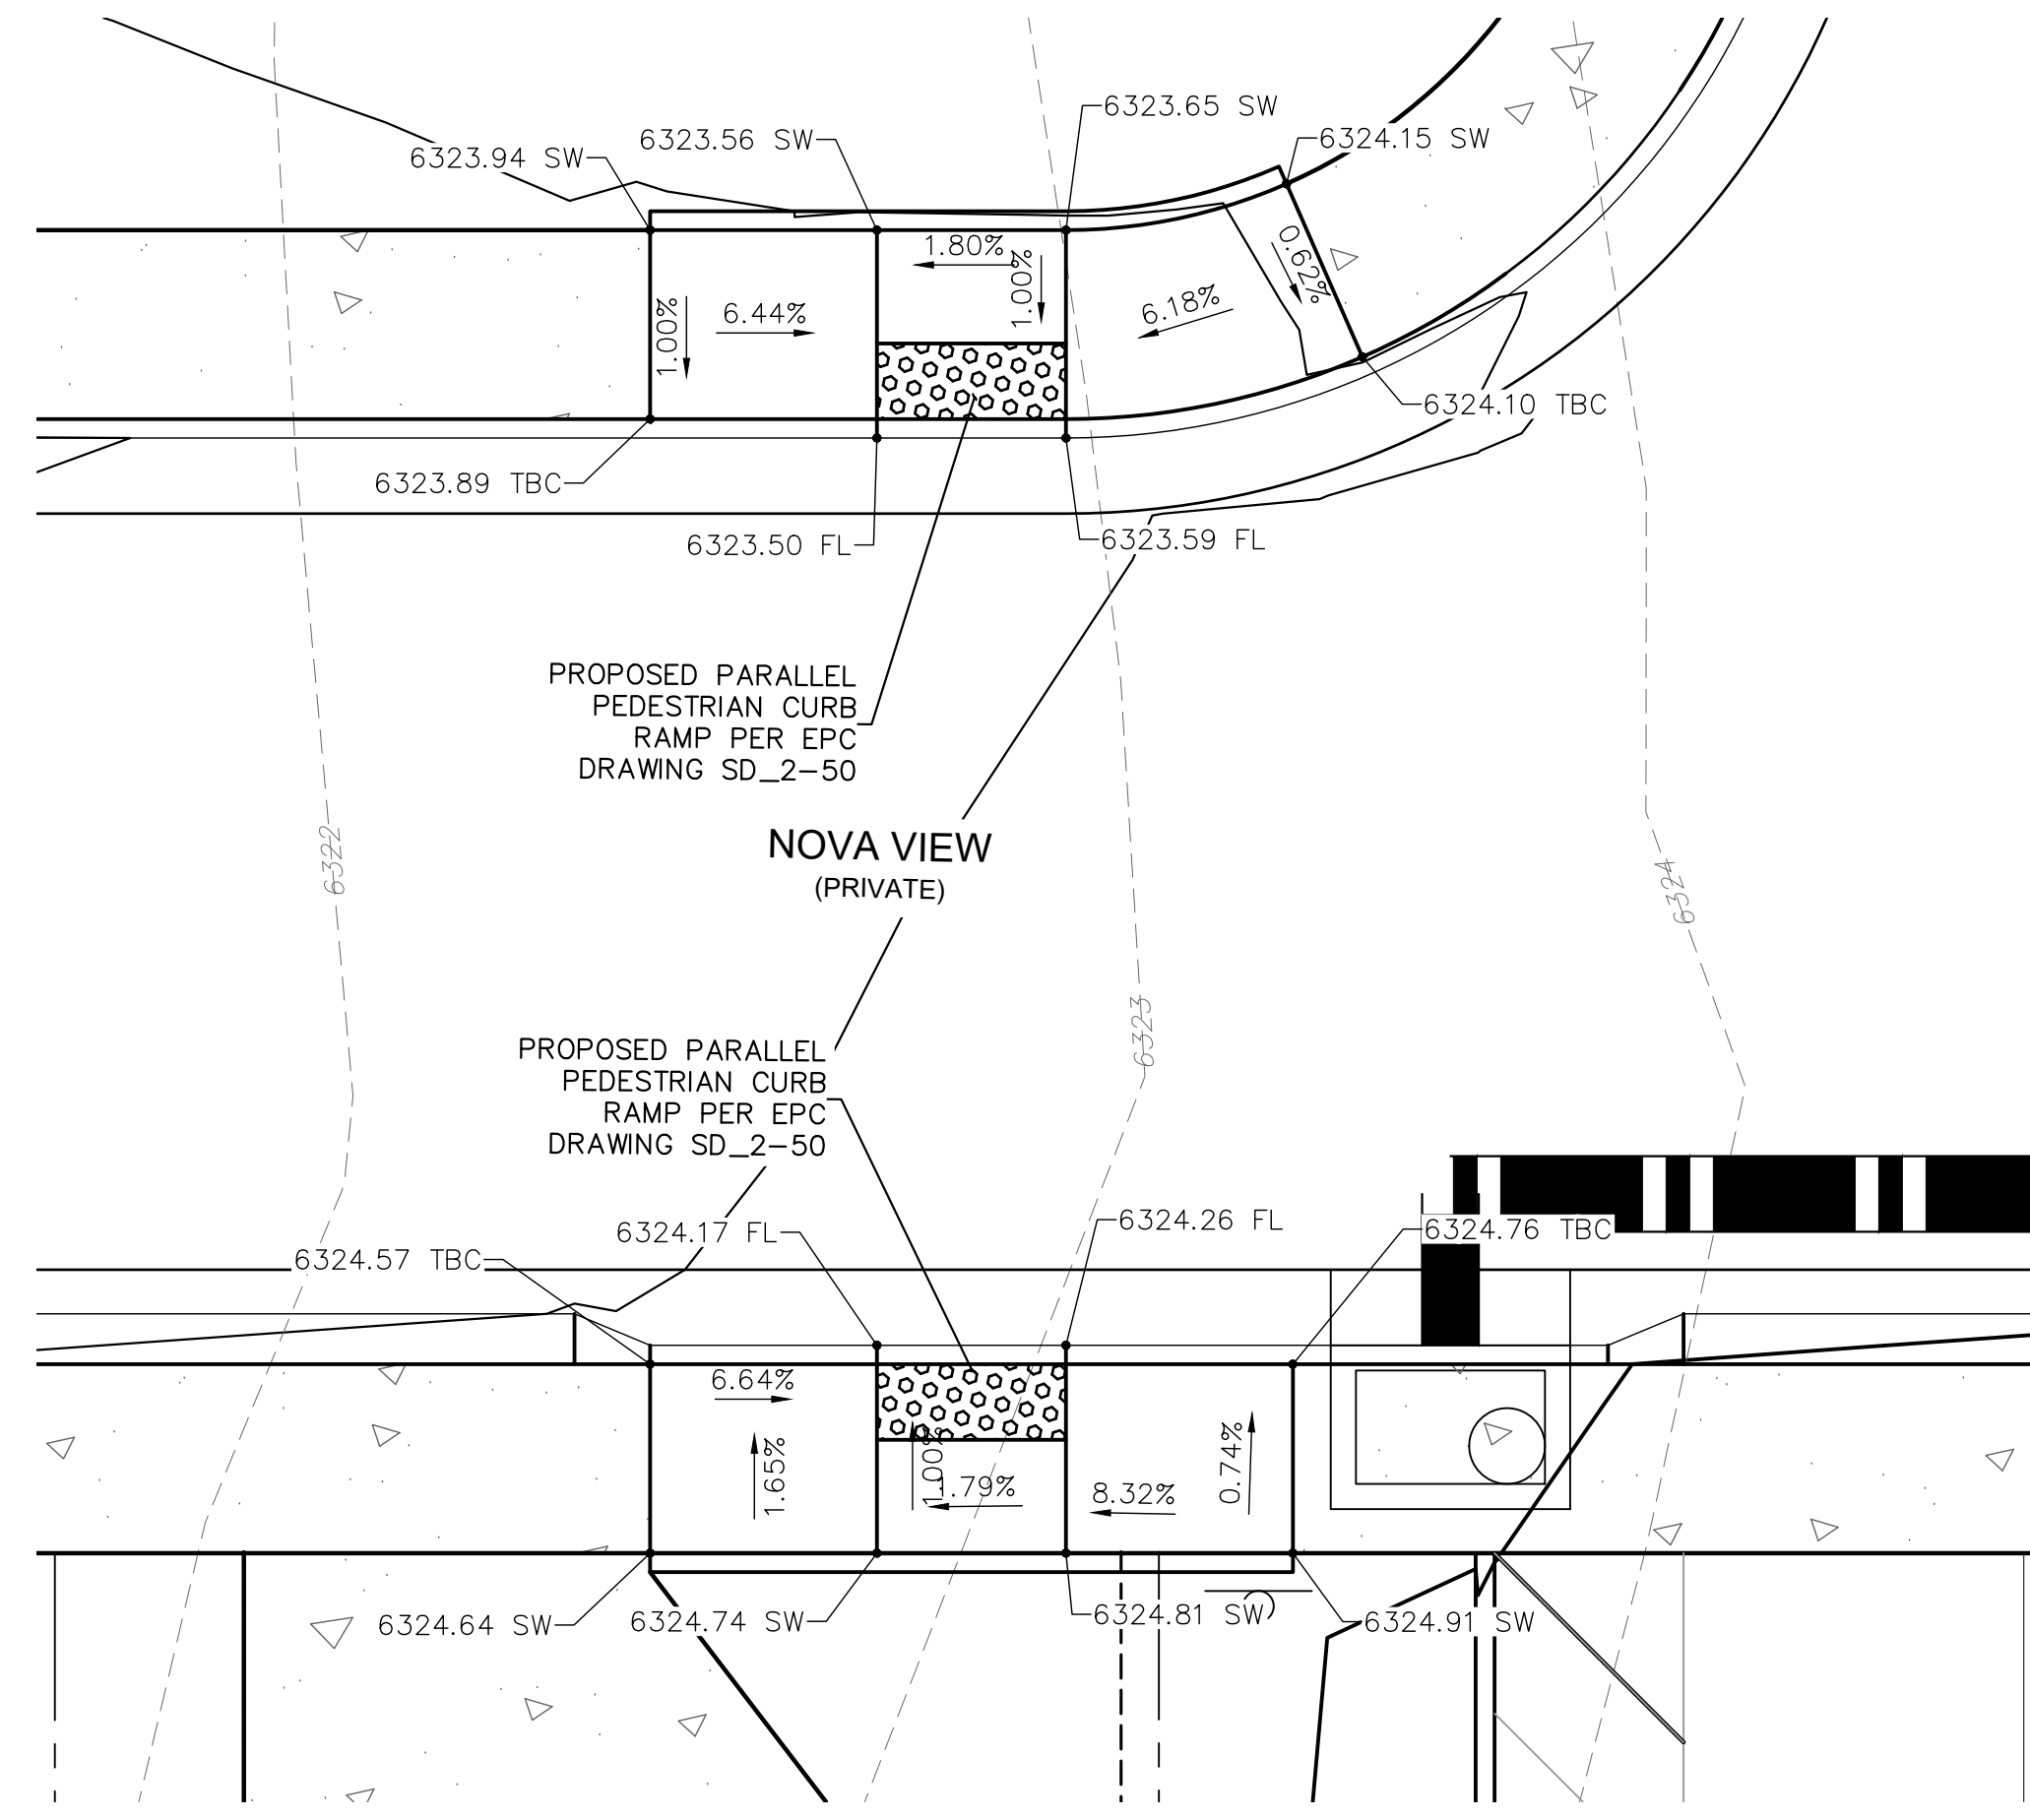 6323.65 SW
6323.56 SW
6324.15 SW
6323.94 SW
1.80%
1.00%
0.62%
1.00%
6.44%
6.18%
6324.10 TBC
6323.89 TBC
6323.50 FL
6323.59 FL
PROPOSED PARALLEL
PEDESTRIAN CURB
RAMP PER EPC
DRAWING SD_2-50
NOVA VIEW
(PRIVATE)
6322
6324
6323
PROPOSED PARALLEL
PEDESTRIAN CURB
RAMP PER EPC
DRAWING SD_2-50
6324.17 FL
6324.26 FL
6324.76 TBC
6324.57 TBC
6.64%
1.65%
1.00%
1.79%
8.32%
0.74%
6324.64 SW
6324.74 SW
6324.81 SW
6324.91 SW